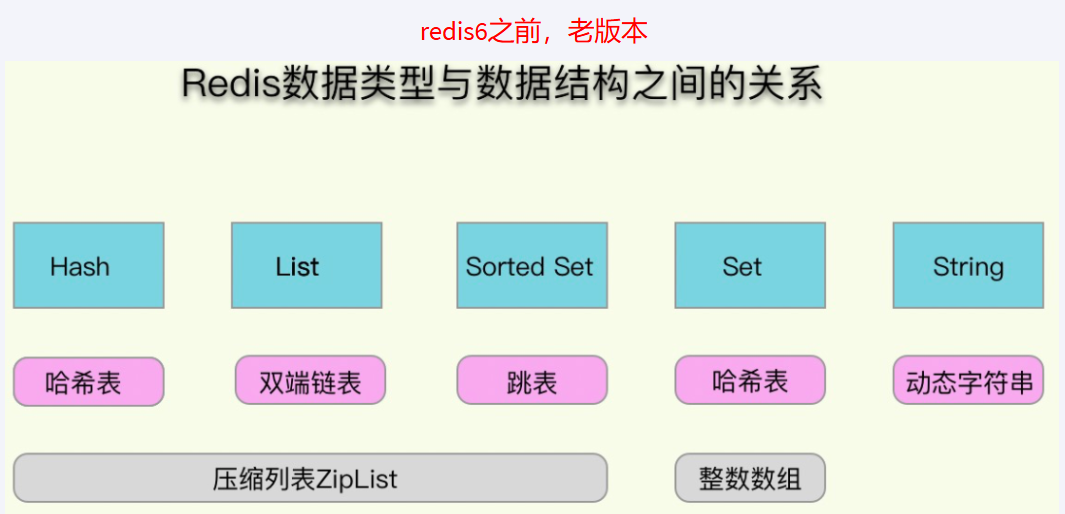 redis6之前，老版本
Redis数据类型与数据结构之间的关系
Hash
List
Sorted Set
Set
String
哈希表
双端链表
跳表
哈希表
动态字符串
压缩列表ZipList
整数数组